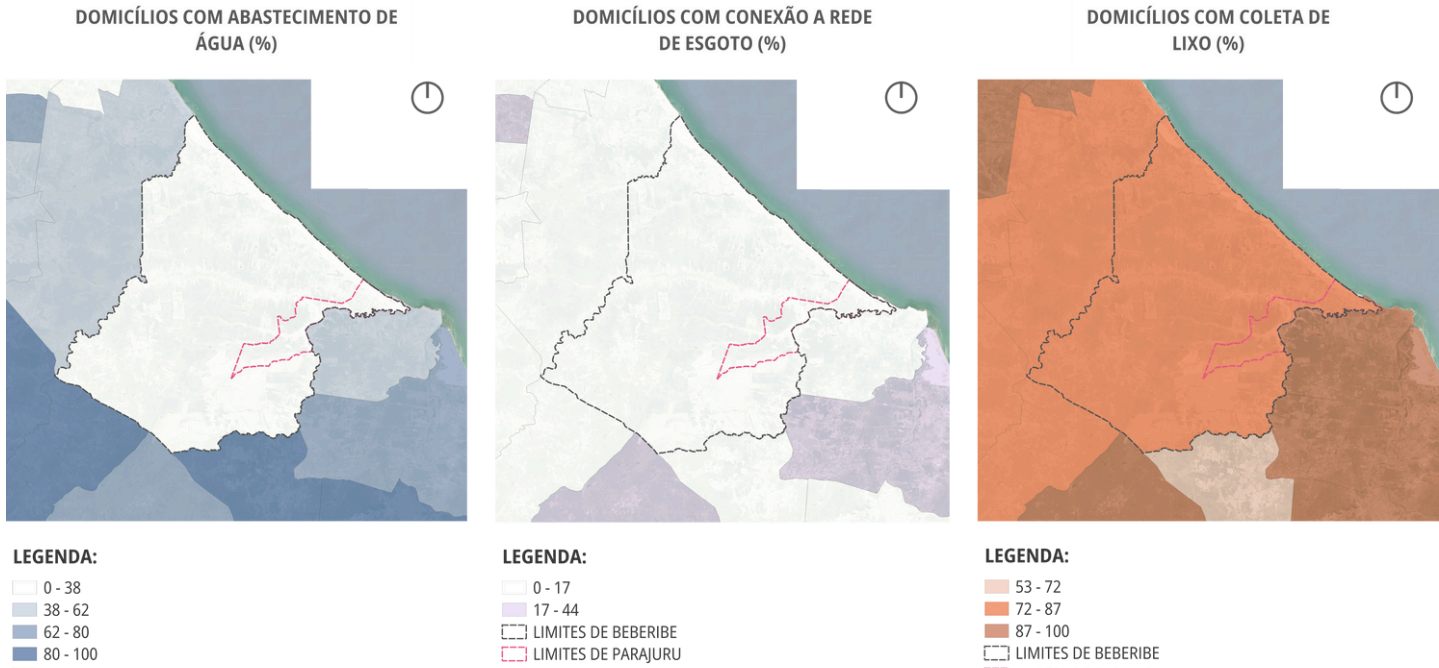 DOMICÍLIOS COM ABASTECIMENTO DE
ÁGUA (%)
DOMICÍLIOS COM CONEXÃO A REDE
DE ESGOTO (%)
DOMICÍLIOS COM COLETA DE
LIXO (%)
LEGENDA:
0 - 38
38 - 62
62 - 80
80 - 100
LEGENDA:
0 - 17
17 - 44
LIMITES DE BEBERIBE
LIMITES DE PARAJURU
LEGENDA:
53 - 72
72 - 87
87 - 100
LIMITES DE BEBERIBE